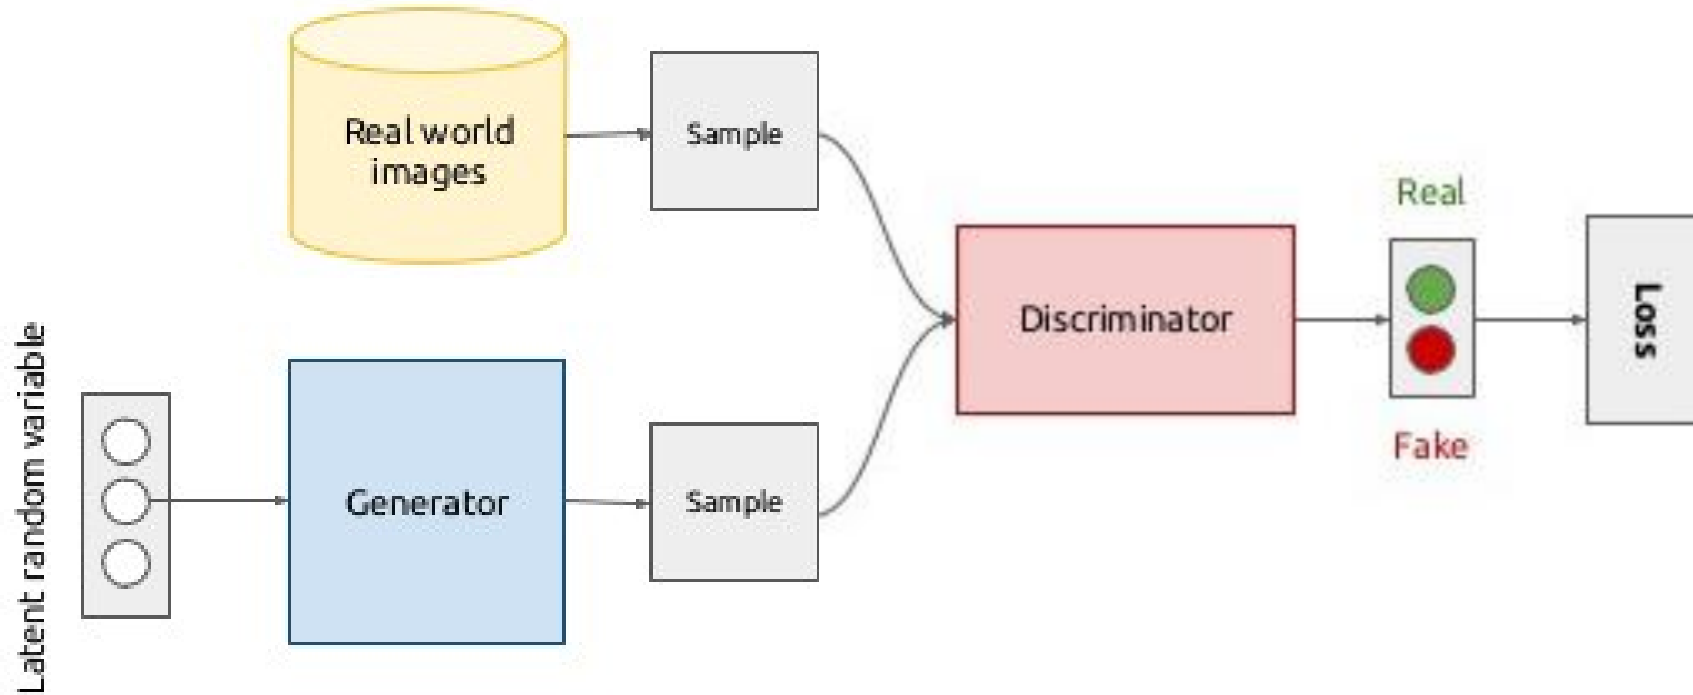 Real world
images
Sample
Latent random variable
Generator
Sample
Discriminator
Real
Fake
Loss